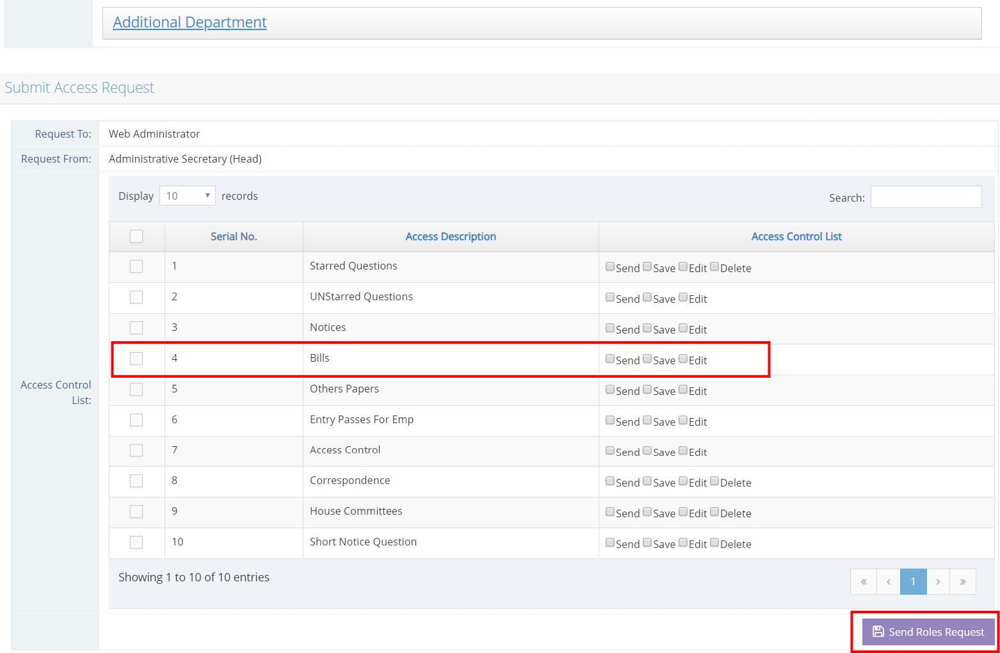 Additional Department
Submit Access Request
Request To: Web Administrator
Request From: Administrative Secretary (Head)
Display 10 records Search:
Serial No. Access Description Access Control List
1 Starred Questions Send Save Edit Delete
2 UNStarred Questions Send Save Edit
3 Notices Send Save Edit
4 Bills Send Save Edit
Access Control List:
5 Others Papers Send Save Edit
6 Entry Passes For Emp Send Save Edit
7 Access Control Send Save Edit
8 Correspondence Send Save Edit Delete
9 House Committees Send Save Edit Delete
10 Short Notice Question Send Save Edit Delete
Showing 1 to 10 of 10 entries « ‹ 1 › »
Send Roles Request